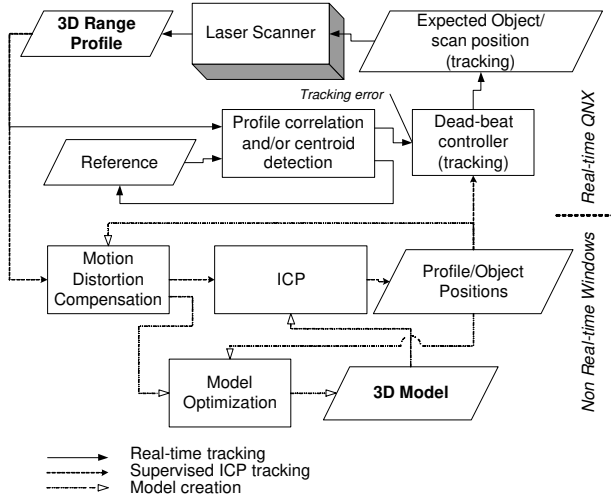 3D Range
Profile
Laser Scanner
Expected Object/
scan position
(tracking)
Tracking error
Profile correlation
and/or centroid
detection
Dead-beat
controller
(tracking)
Reference
Real-time QNX
Motion
Distortion
Compensation
ICP
Profile/Object
Positions
Non Real-time Windows
Model
Optimization
3D Model
Real-time tracking
Supervised ICP tracking
Model creation